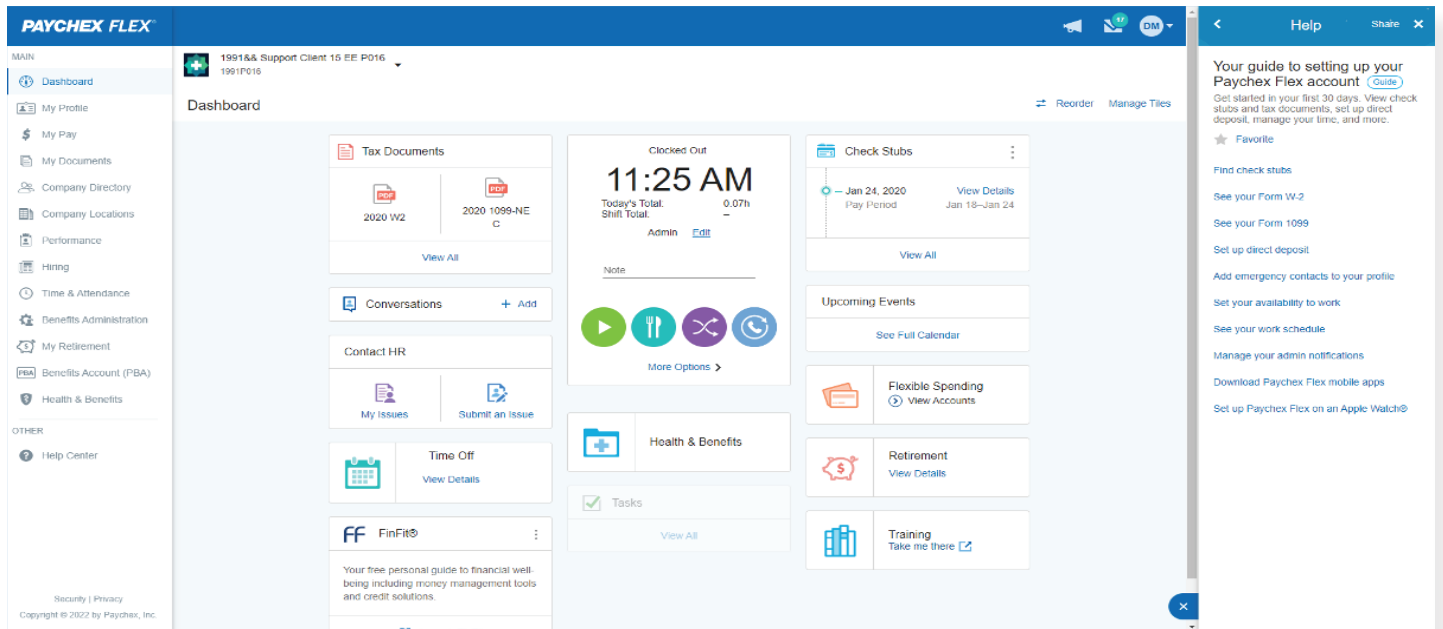 PAYCHEX FLEX®
17
DM
MAIN
Dashboard
My Profile
My Pay
My Documents
Company Directory
Company Locations
Performance
Hiring
Time & Attendance
Benefits Administration
My Retirement
PBA Benefits Account (PBA)
Health & Benefits
OTHER
Help Center
Security | Privacy
Copyright © 2022 by Paychex, Inc.
1991&& Support Client 15 EE P016
1991P016
Dashboard
Reorder Manage Tiles
Tax Documents
PDF
2020 W2
PDF
2020 1099-NE
C
View All
Conversations
+ Add
Contact HR
My Issues
Submit an Issue
Time Off
View Details
FF FinFit®
Your free personal guide to financial well-
being including money management tools
and credit solutions.
Clocked Out
11:25 AM
Today's Total: 0.07h
Shift Total: –
Admin Edit
Note
More Options
Health & Benefits
Tasks
View All
Check Stubs
Jan 24, 2020 View Details
Pay Period Jan 18–Jan 24
View All
Upcoming Events
See Full Calendar
Flexible Spending
View Accounts
Retirement
View Details
Training
Take me there
Help
Share
Your guide to setting up your
Paychex Flex account Guide
Get started in your first 30 days. View check
stubs and tax documents, set up direct
deposit, manage your time, and more.
Favorite
Find check stubs
See your Form W-2
See your Form 1099
Set up direct deposit
Add emergency contacts to your profile
Set your availability to work
See your work schedule
Manage your admin notifications
Download Paychex Flex mobile apps
Set up Paychex Flex on an Apple Watch®